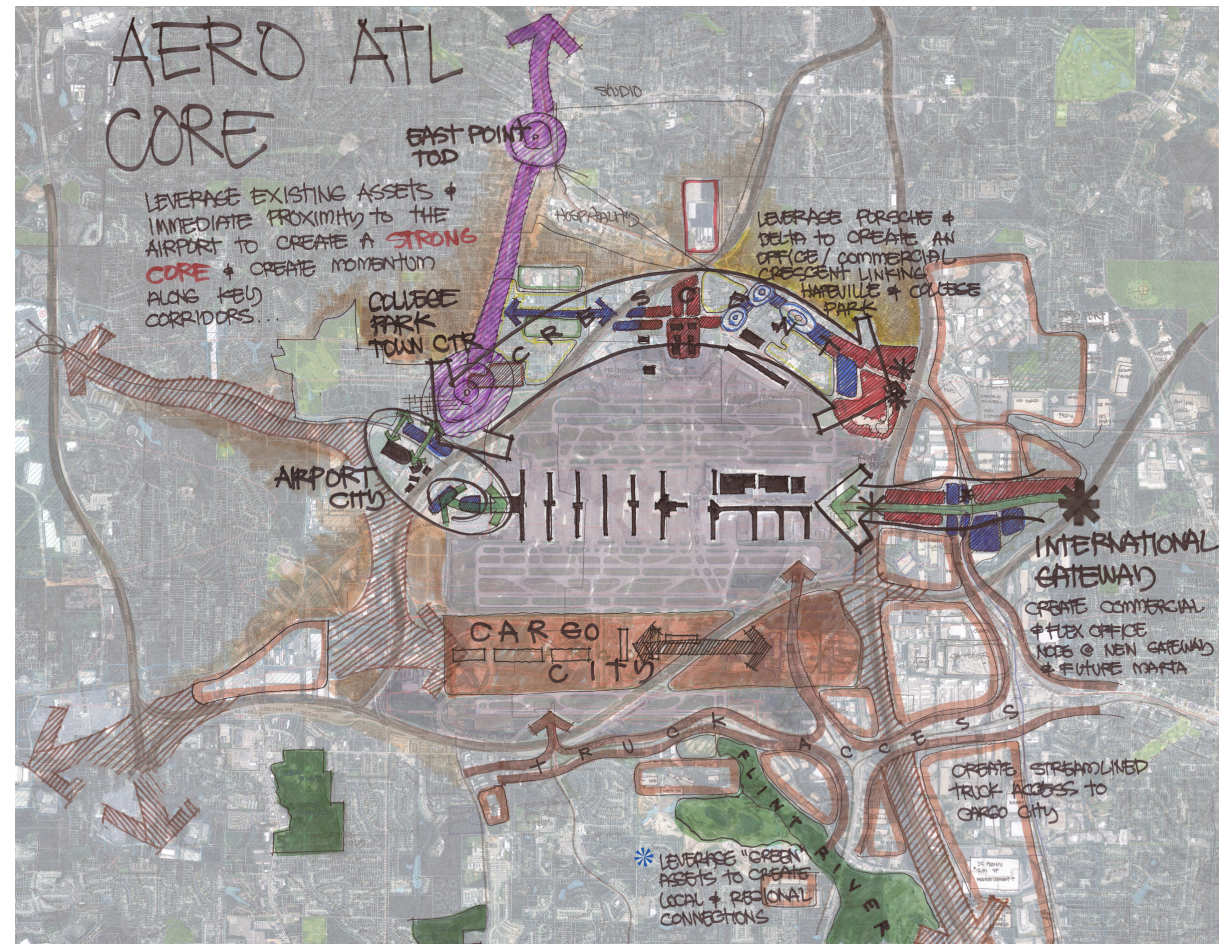 AERO ATL
CORE
STUDIO
EAST POINT
TOD
LEVERAGE EXISTING ASSETS &
IMMEDIATE PROXIMITY TO THE
AIRPORT TO CREATE A STRONG
CORE & CREATE MOMENTUM
ALONG KEY
CORRIDORS...
HOSPITALITY
LEVERAGE PORSCHE &
DELTA TO CREATE AN
OFFICE/COMMERCIAL
CRESCENT LINKING
HAPEVILLE & COLLEGE
PARK
COLLEGE
PARK
TOWN CTR
CRESCENT
AIRPORT
CITY
INTERNATIONAL
GATEWAY
CREATE COMMERCIAL
& FLEX OFFICE
NODE @ NEW GATEWAY
& FUTURE MARTA
CARGO
CITY
TRUCK ACCESS
FLINT RIVER
CREATE STREAMLINED
TRUCK ACCESS TO
CARGO CITY
LEVERAGE "GREEN"
ASSETS TO CREATE
LOCAL & REGIONAL
CONNECTIONS